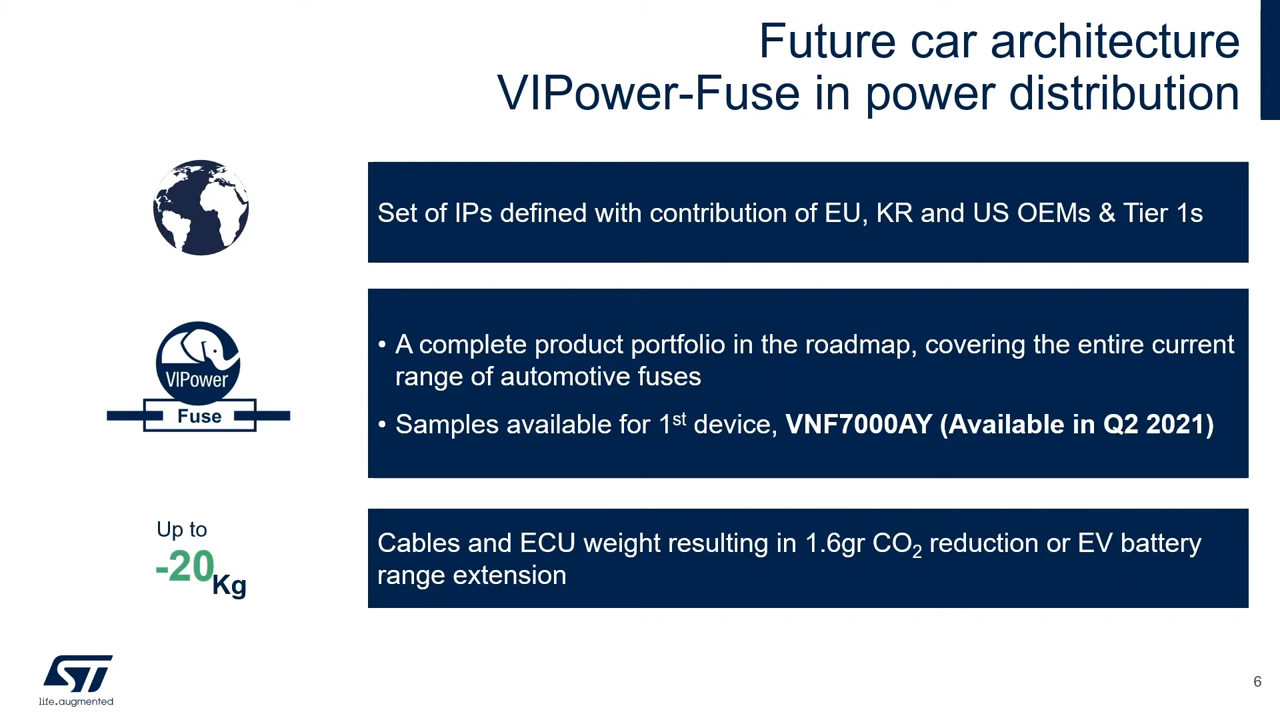 Future car architecture
VIPower-Fuse in power distribution
Set of IPs defined with contribution of EU, KR and US OEMs & Tier 1s
VIPower
Fuse
• A complete product portfolio in the roadmap, covering the entire current
range of automotive fuses
• Samples available for 1st device, VNF7000AY (Available in Q2 2021)
Up to
-20Kg
Cables and ECU weight resulting in 1.6gr CO2 reduction or EV battery
range extension
ST
life.augmented
6